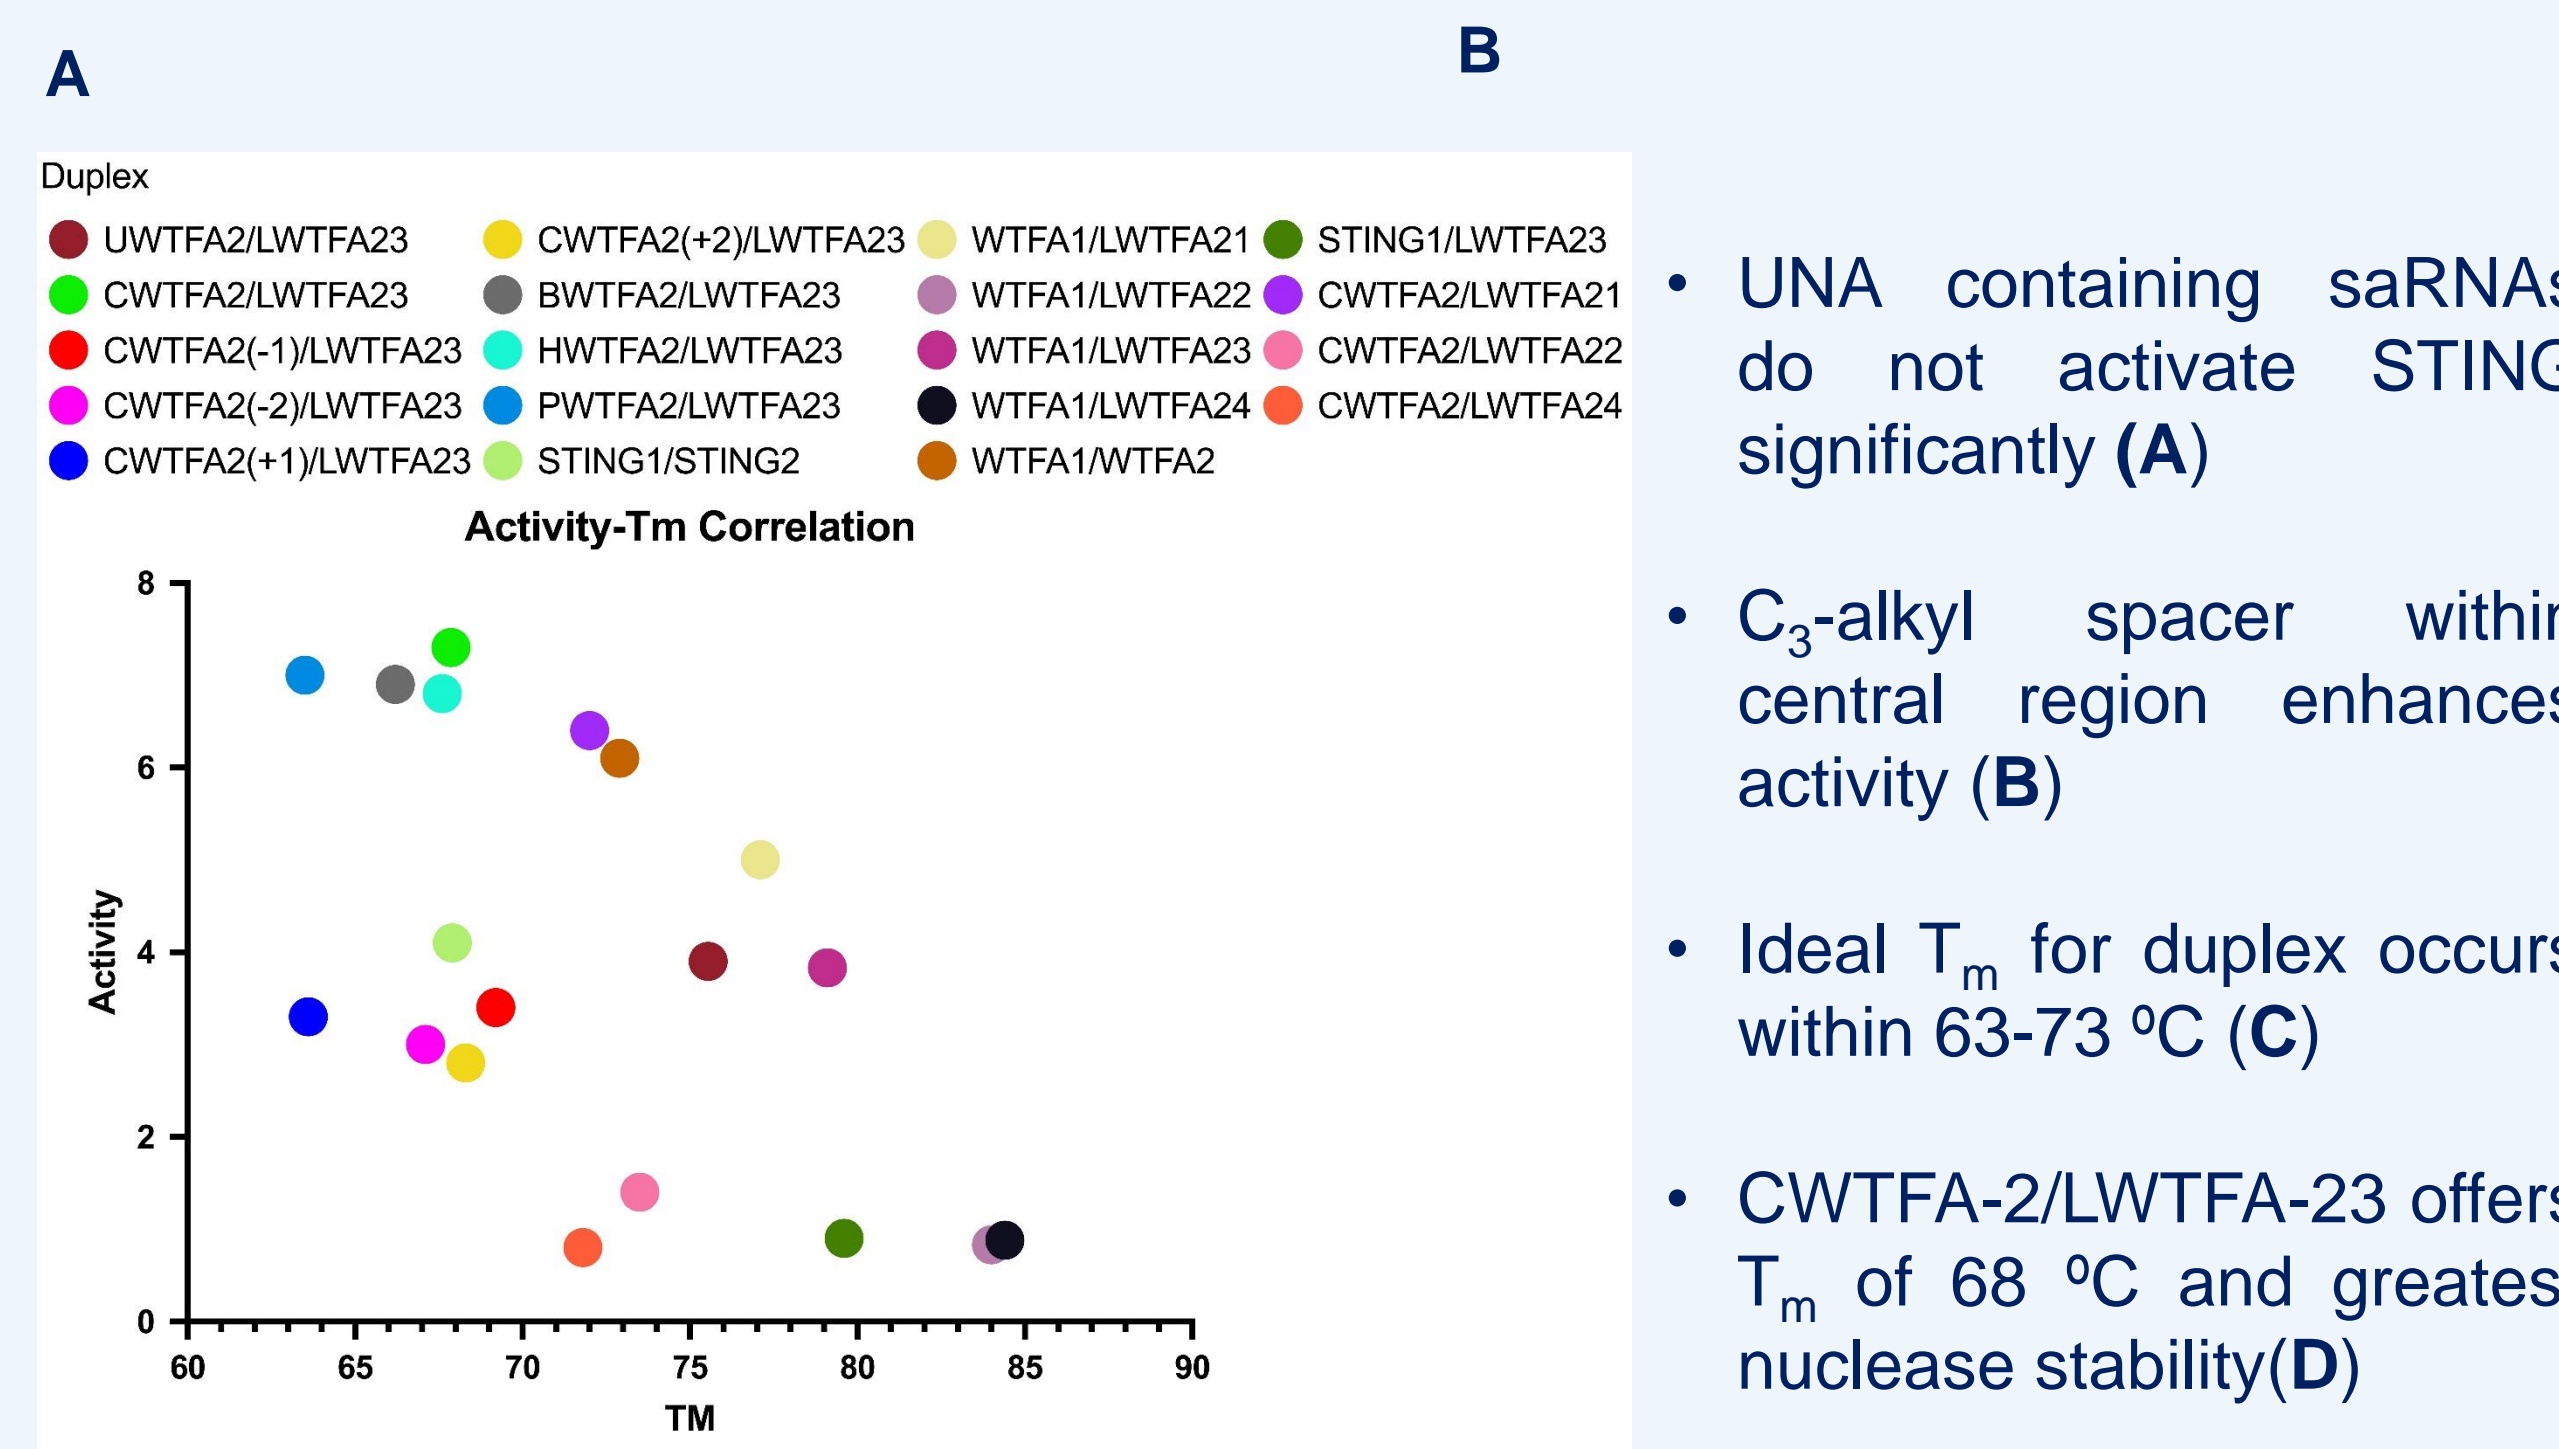 A
B
Duplex
UWTFA2/LWTFA23
CWTFA2/LWTFA23
CWTFA2(-1)/LWTFA23
CWTFA2(-2)/LWTFA23
CWTFA2(+1)/LWTFA23
CWTFA2(+2)/LWTFA23
BWTFA2/LWTFA23
HWTFA2/LWTFA23
PWTFA2/LWTFA23
STING1/STING2
WTFA1/LWTFA21
WTFA1/LWTFA22
WTFA1/LWTFA23
WTFA1/LWTFA24
WTFA1/WTFA2
STING1/LWTFA23
CWTFA2/LWTFA21
CWTFA2/LWTFA22
CWTFA2/LWTFA24
Activity-Tm Correlation
8
6
4
2
0
Activity
60 65 70 75 80 85 90
TM
• UNA containing saRNAs
do not activate STING
significantly (A)
• C₃-alkyl spacer within
central region enhances
activity (B)
• Ideal Tₘ for duplex occurs
within 63-73 ºC (C)
• CWTFA-2/LWTFA-23 offers
Tₘ of 68 ºC and greates
nuclease stability(D)